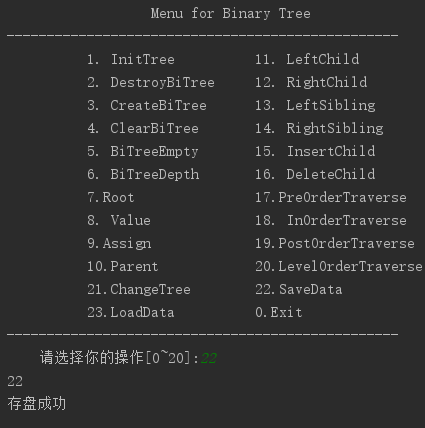 Menu for Binary Tree
-------------------------------------------------
1. InitTree 11. LeftChild
2. DestroyBiTree 12. RightChild
3. CreateBiTree 13. LeftSibling
4. ClearBiTree 14. RightSibling
5. BiTreeEmpty 15. InsertChild
6. BiTreeDepth 16. DeleteChild
7.Root 17.PreOrderTraverse
8. Value 18. InOrderTraverse
9.Assign 19.PostOrderTraverse
10.Parent 20.LevelOrderTraverse
21.ChangeTree 22.SaveData
23.LoadData 0.Exit
-------------------------------------------------
请选择你的操作[0~20]:22
22
存盘成功